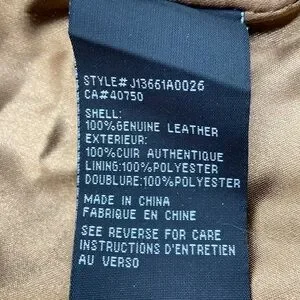 STYLE# J13661A0026
CA#40750
SHELL:
100%GENUINE LEATHER
EXTERIEUR:
100%CUIR AUTHENTIQUE
LINING:100%POLYESTER
DOUBLURE:100%POLYESTER
MADE IN CHINA
FABRIQUE EN CHINE
SEE REVERSE FOR CARE
INSTRUCTIONS D'ENTRETIEN
AU VERSO